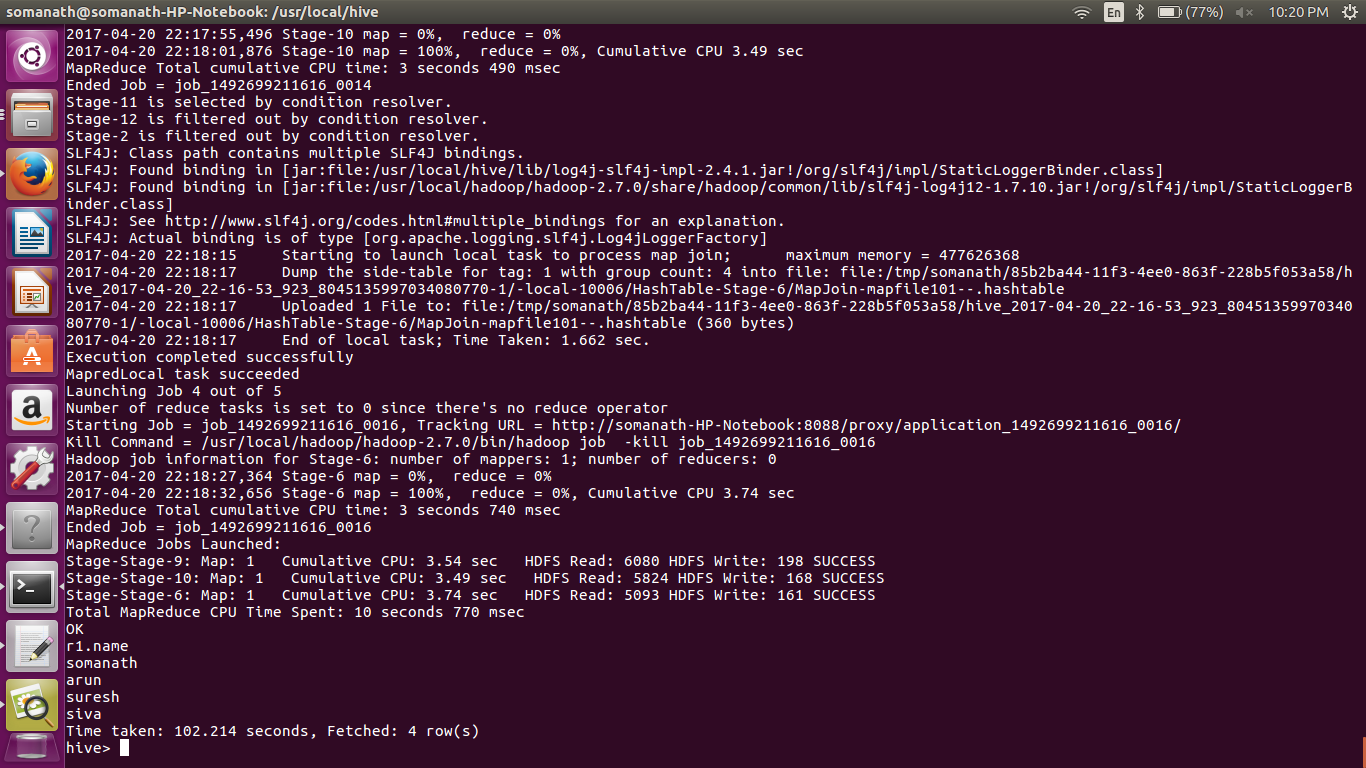 somanath@somanath-HP-Notebook: /usr/local/hive
En
(77%)
10:20 PM
2017-04-20 22:17:55,496 Stage-10 map = 0%,  reduce = 0%
2017-04-20 22:18:01,876 Stage-10 map = 100%,  reduce = 0%, Cumulative CPU 3.49 sec
MapReduce Total cumulative CPU time: 3 seconds 490 msec
Ended Job = job_1492699211616_0014
Stage-11 is selected by condition resolver.
Stage-12 is filtered out by condition resolver.
Stage-2 is filtered out by condition resolver.
SLF4J: Class path contains multiple SLF4J bindings.
SLF4J: Found binding in [jar:file:/usr/local/hive/lib/log4j-slf4j-impl-2.4.1.jar!/org/slf4j/impl/StaticLoggerBinder.class]
SLF4J: Found binding in [jar:file:/usr/local/hadoop/hadoop-2.7.0/share/hadoop/common/lib/slf4j-log4j12-1.7.10.jar!/org/slf4j/impl/StaticLoggerB
inder.class]
SLF4J: See http://www.slf4j.org/codes.html#multiple_bindings for an explanation.
SLF4J: Actual binding is of type [org.apache.logging.slf4j.Log4jLoggerFactory]
2017-04-20 22:18:15     Starting to launch local task to process map join;      maximum memory = 477626368
2017-04-20 22:18:17     Dump the side-table for tag: 1 with group count: 4 into file: file:/tmp/somanath/85b2ba44-11f3-4ee0-863f-228b5f053a58/h
ive_2017-04-20_22-16-53_923_8045135997034080770-1/-local-10006/HashTable-Stage-6/MapJoin-mapfile101--.hashtable
2017-04-20 22:18:17     Uploaded 1 File to: file:/tmp/somanath/85b2ba44-11f3-4ee0-863f-228b5f053a58/hive_2017-04-20_22-16-53_923_80451359970340
80770-1/-local-10006/HashTable-Stage-6/MapJoin-mapfile101--.hashtable (360 bytes)
2017-04-20 22:18:17     End of local task; Time Taken: 1.662 sec.
Execution completed successfully
MapredLocal task succeeded
Launching Job 4 out of 5
Number of reduce tasks is set to 0 since there's no reduce operator
Starting Job = job_1492699211616_0016, Tracking URL = http://somanath-HP-Notebook:8088/proxy/application_1492699211616_0016/
Kill Command = /usr/local/hadoop/hadoop-2.7.0/bin/hadoop job  -kill job_1492699211616_0016
Hadoop job information for Stage-6: number of mappers: 1; number of reducers: 0
2017-04-20 22:18:27,364 Stage-6 map = 0%,  reduce = 0%
2017-04-20 22:18:32,656 Stage-6 map = 100%,  reduce = 0%, Cumulative CPU 3.74 sec
MapReduce Total cumulative CPU time: 3 seconds 740 msec
Ended Job = job_1492699211616_0016
MapReduce Jobs Launched:
Stage-Stage-9: Map: 1   Cumulative CPU: 3.54 sec   HDFS Read: 6080 HDFS Write: 198 SUCCESS
Stage-Stage-10: Map: 1   Cumulative CPU: 3.49 sec   HDFS Read: 5824 HDFS Write: 168 SUCCESS
Stage-Stage-6: Map: 1   Cumulative CPU: 3.74 sec   HDFS Read: 5093 HDFS Write: 161 SUCCESS
Total MapReduce CPU Time Spent: 10 seconds 770 msec
OK
r1.name
somanath
arun
suresh
siva
Time taken: 102.214 seconds, Fetched: 4 row(s)
hive>